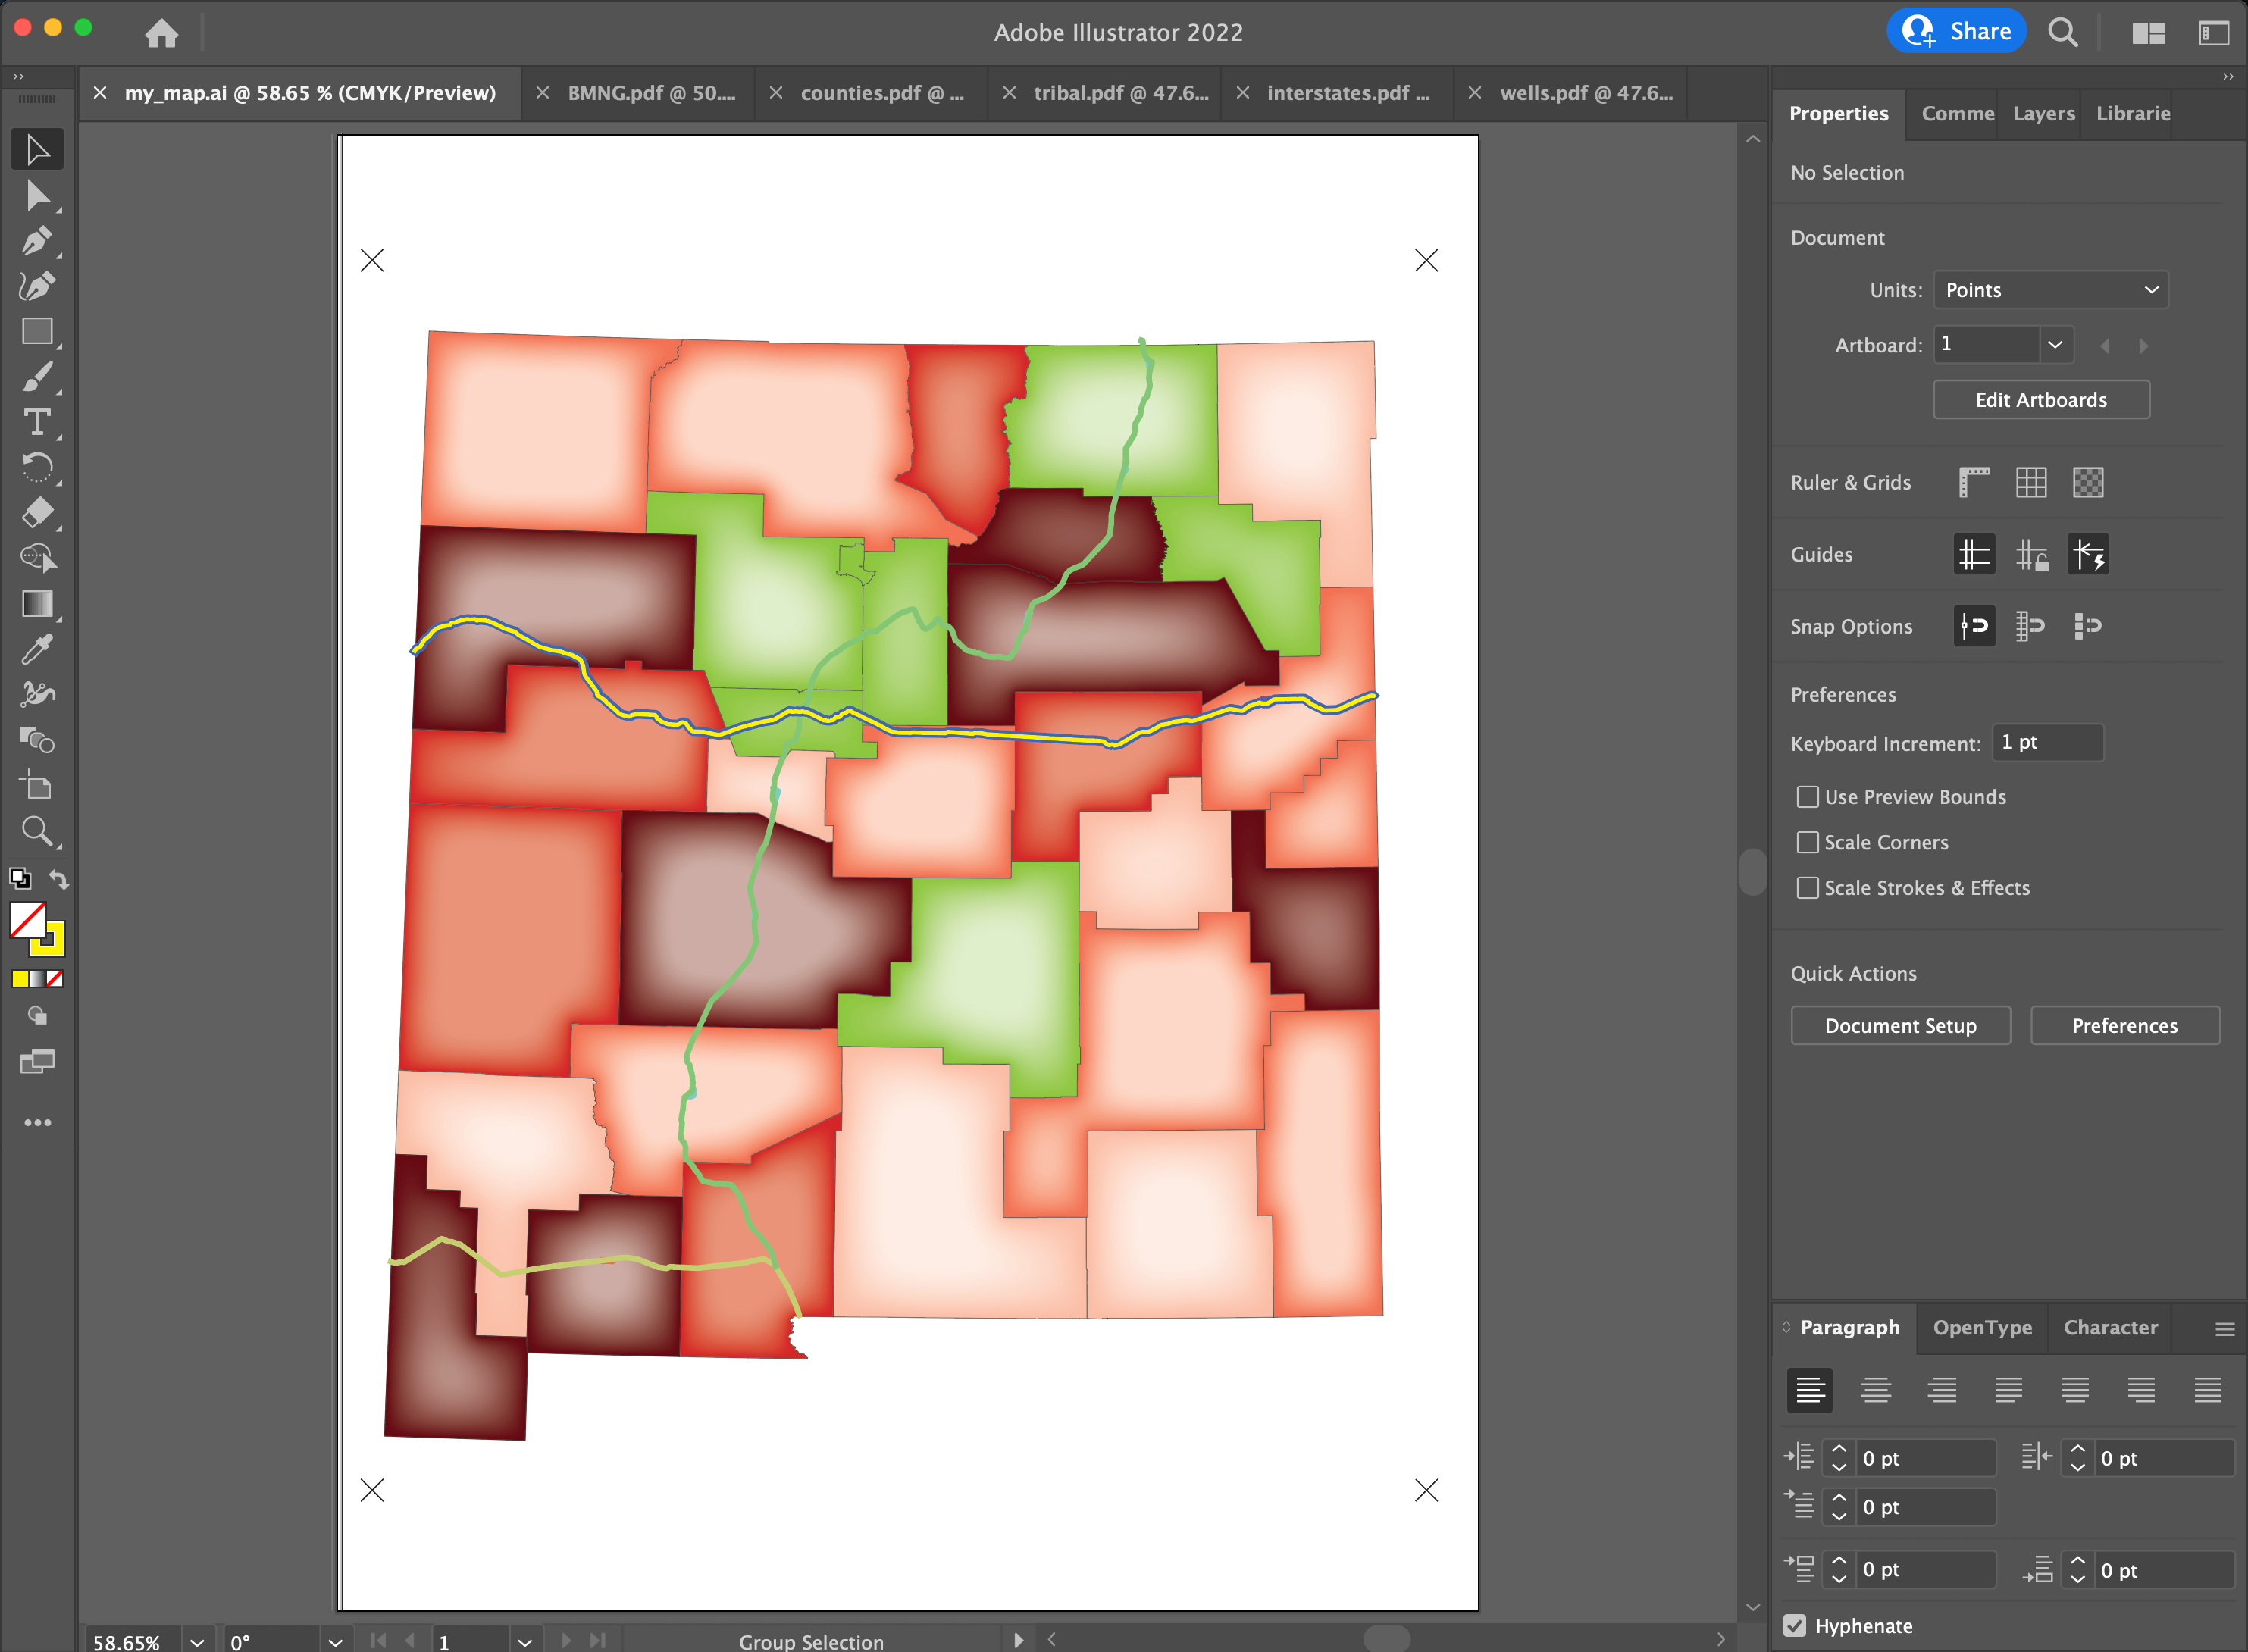 Adobe Illustrator 2022
Share
my_map.ai @ 58.65 % (CMYK/Preview)
BMNG.pdf @ 50....
counties.pdf @ ...
tribal.pdf @ 47.6...
interstates.pdf ...
wells.pdf @ 47.6...
Properties
Comme
Layers
Librarie
No Selection
Document
Units: Points
Artboard: 1
Edit Artboards
Ruler & Grids
Guides
Snap Options
Preferences
Keyboard Increment: 1 pt
Use Preview Bounds
Scale Corners
Scale Strokes & Effects
Quick Actions
Document Setup
Preferences
Paragraph
OpenType
Character
0 pt
0 pt
0 pt
0 pt
0 pt
Hyphenate
58.65%
0°
1
Group Selection